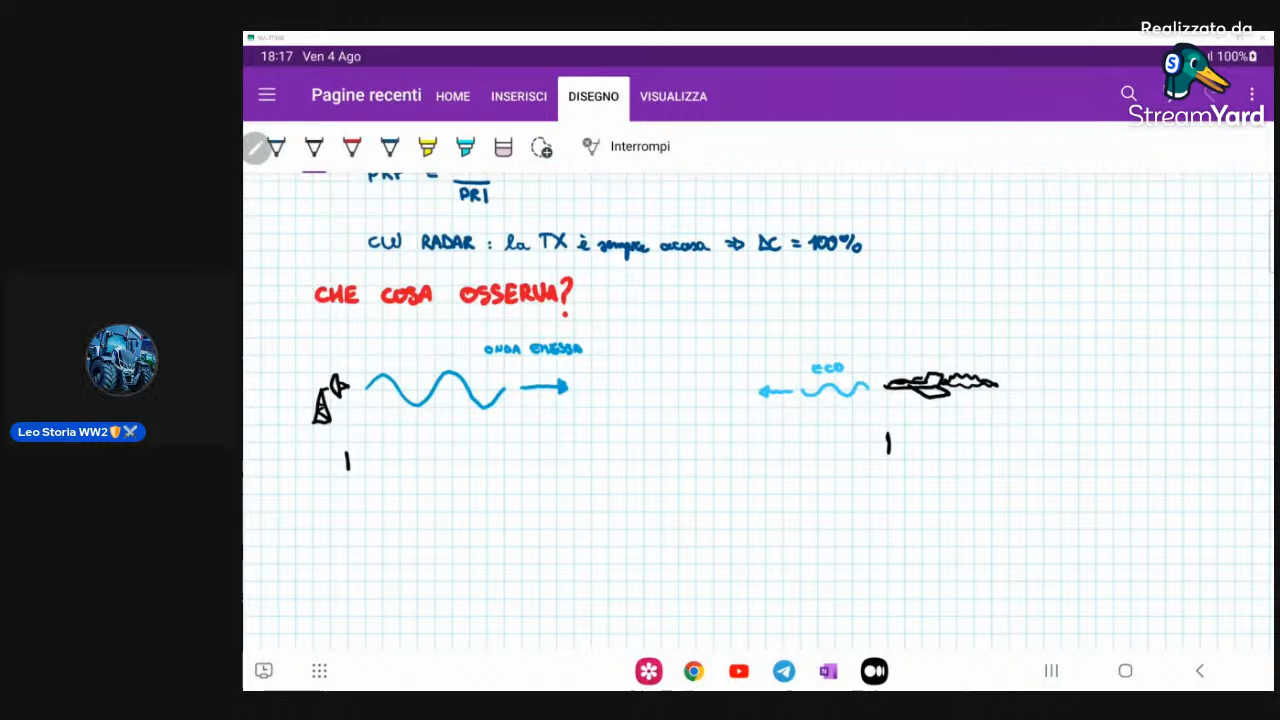 Realizzato da
StreamYard
18:17 Ven 4 Ago
100%
Pagine recenti HOME INSERISCI DISEGNO VISUALIZZA
Interrompi
PRF =
PRI
CW RADAR : la TX è sempre accesa => DC = 100%
CHE COSA OSSERVA?
ONDA EMESSA
ECO
Leo Storia WW2🛡️⚔️